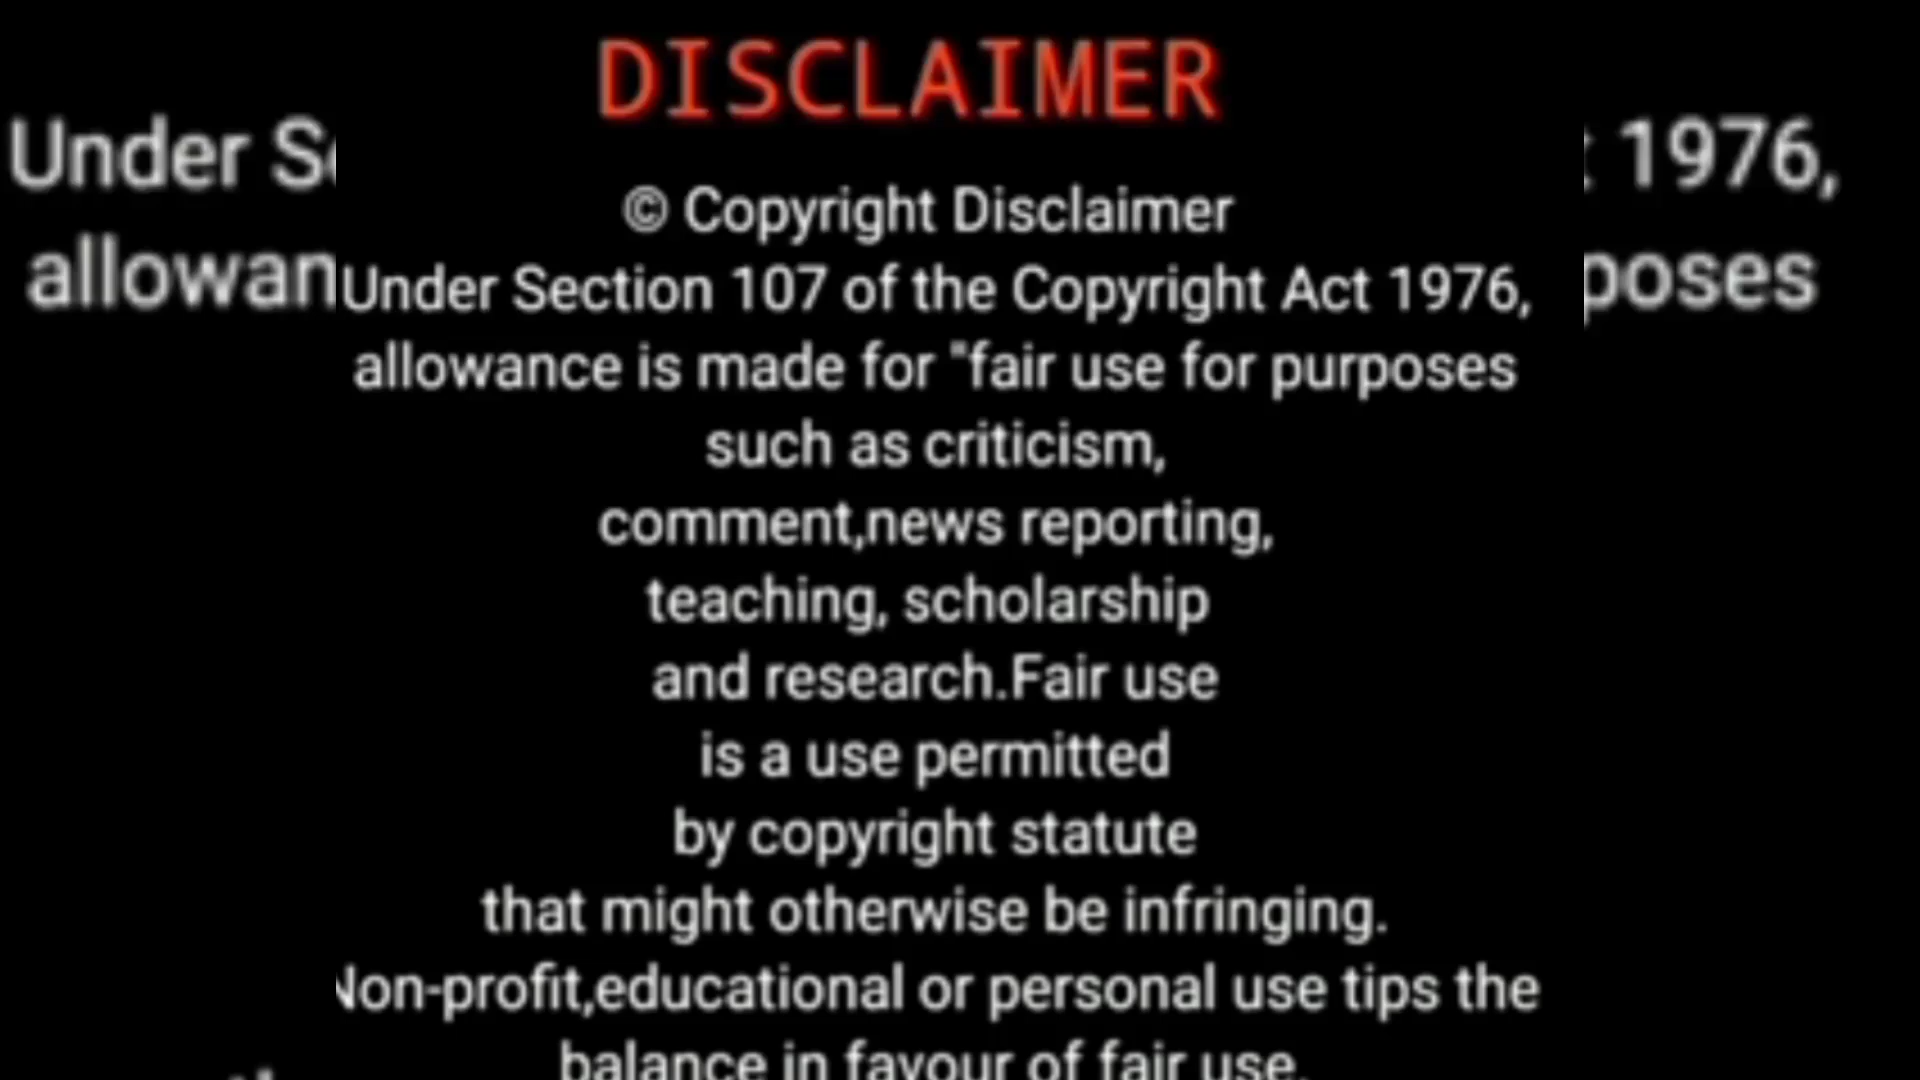 DISCLAIMER
© Copyright Disclaimer
Under Section 107 of the Copyright Act 1976,
allowance is made for "fair use for purposes
such as criticism,
comment,news reporting,
teaching, scholarship
and research.Fair use
is a use permitted
by copyright statute
that might otherwise be infringing.
Non-profit,educational or personal use tips the
balance in favour of fair use.
Under
1976,